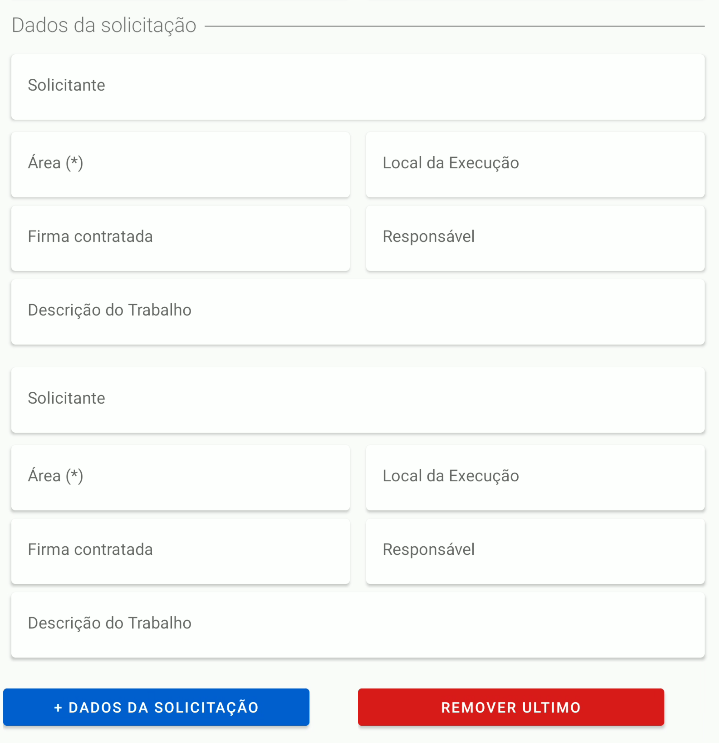 Dados da solicitação
Solicitante
Área (*)
Local da Execução
Firma contratada
Responsável
Descrição do Trabalho
Solicitante
Área (*)
Local da Execução
Firma contratada
Responsável
Descrição do Trabalho
+ DADOS DA SOLICITAÇÃO
REMOVER ULTIMO